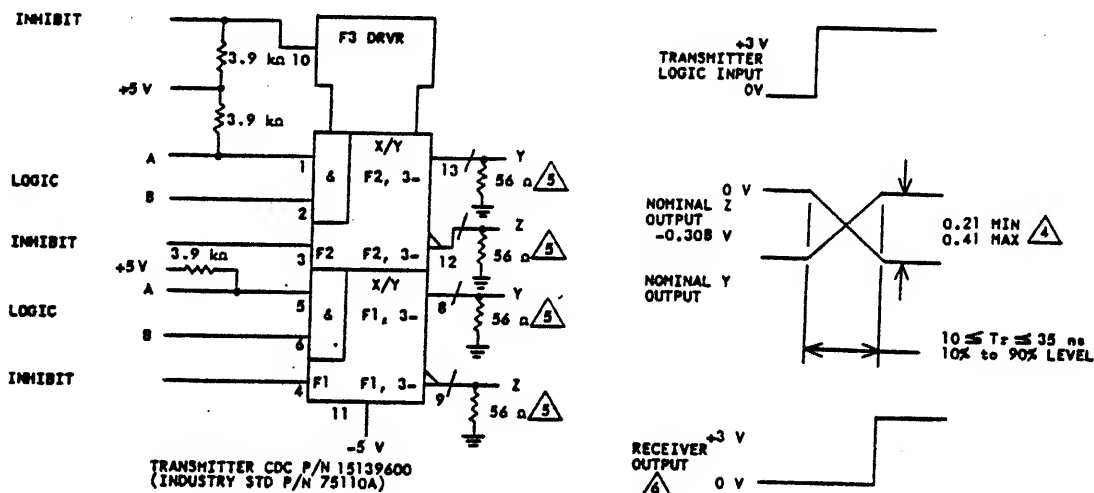 INHIBIT
F3 DRVR
3.9 kΩ
10
+5 V
3.9 kΩ
A
1
X/Y
&
F2, 3-
13
Y
56 Ω
5
LOGIC
B
2
Z
INHIBIT
3
F2
F2, 3-
12
56 Ω
5
3.9 kΩ
+5 V
X/Y
A
5
8
Y
LOGIC
&
F1, 3-
56 Ω
5
B
6
INHIBIT
4
F1
F1, 3-
9
Z
56 Ω
5
11
-5 V
TRANSMITTER CDC P/N 15139600
(INDUSTRY STD P/N 75110A)
+3 V
TRANSMITTER
LOGIC INPUT
0V
0 V
NOMINAL Z
OUTPUT
-0.308 V
0.21 MIN
0.41 MAX
4
NOMINAL Y
OUTPUT
10 ≤ Tr ≤ 35 ns
10% to 90% LEVEL
RECEIVER +3 V
OUTPUT
6
0 V